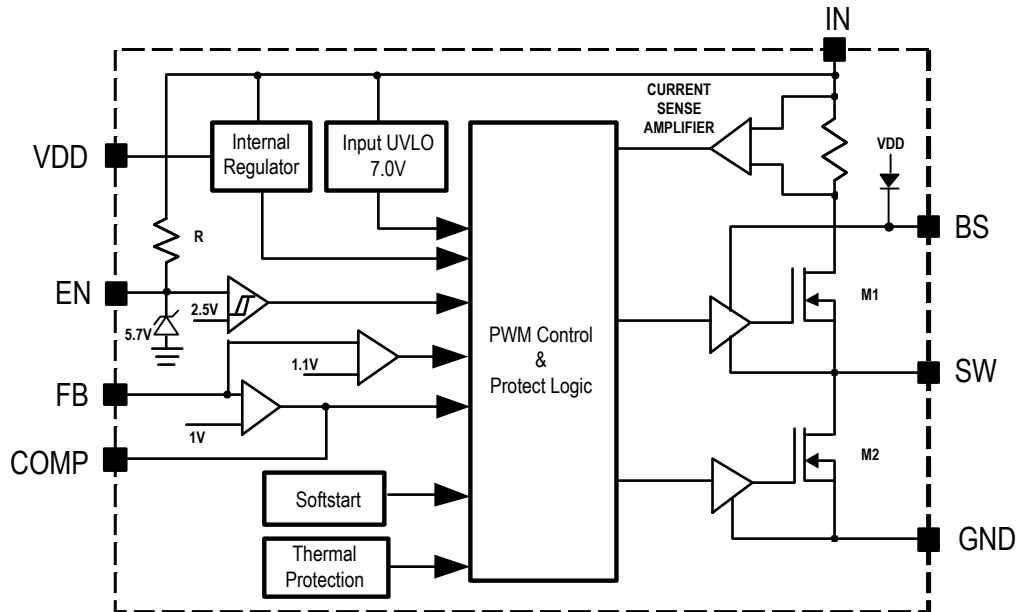 IN
CURRENT
SENSE
AMPLIFIER
VDD
Internal
Regulator
Input UVLO
7.0V
VDD
BS
R
EN
2.5V
5.7V
M1
PWM Control
&
Protect Logic
1.1V
FB
1V
SW
COMP
M2
Softstart
GND
Thermal
Protection